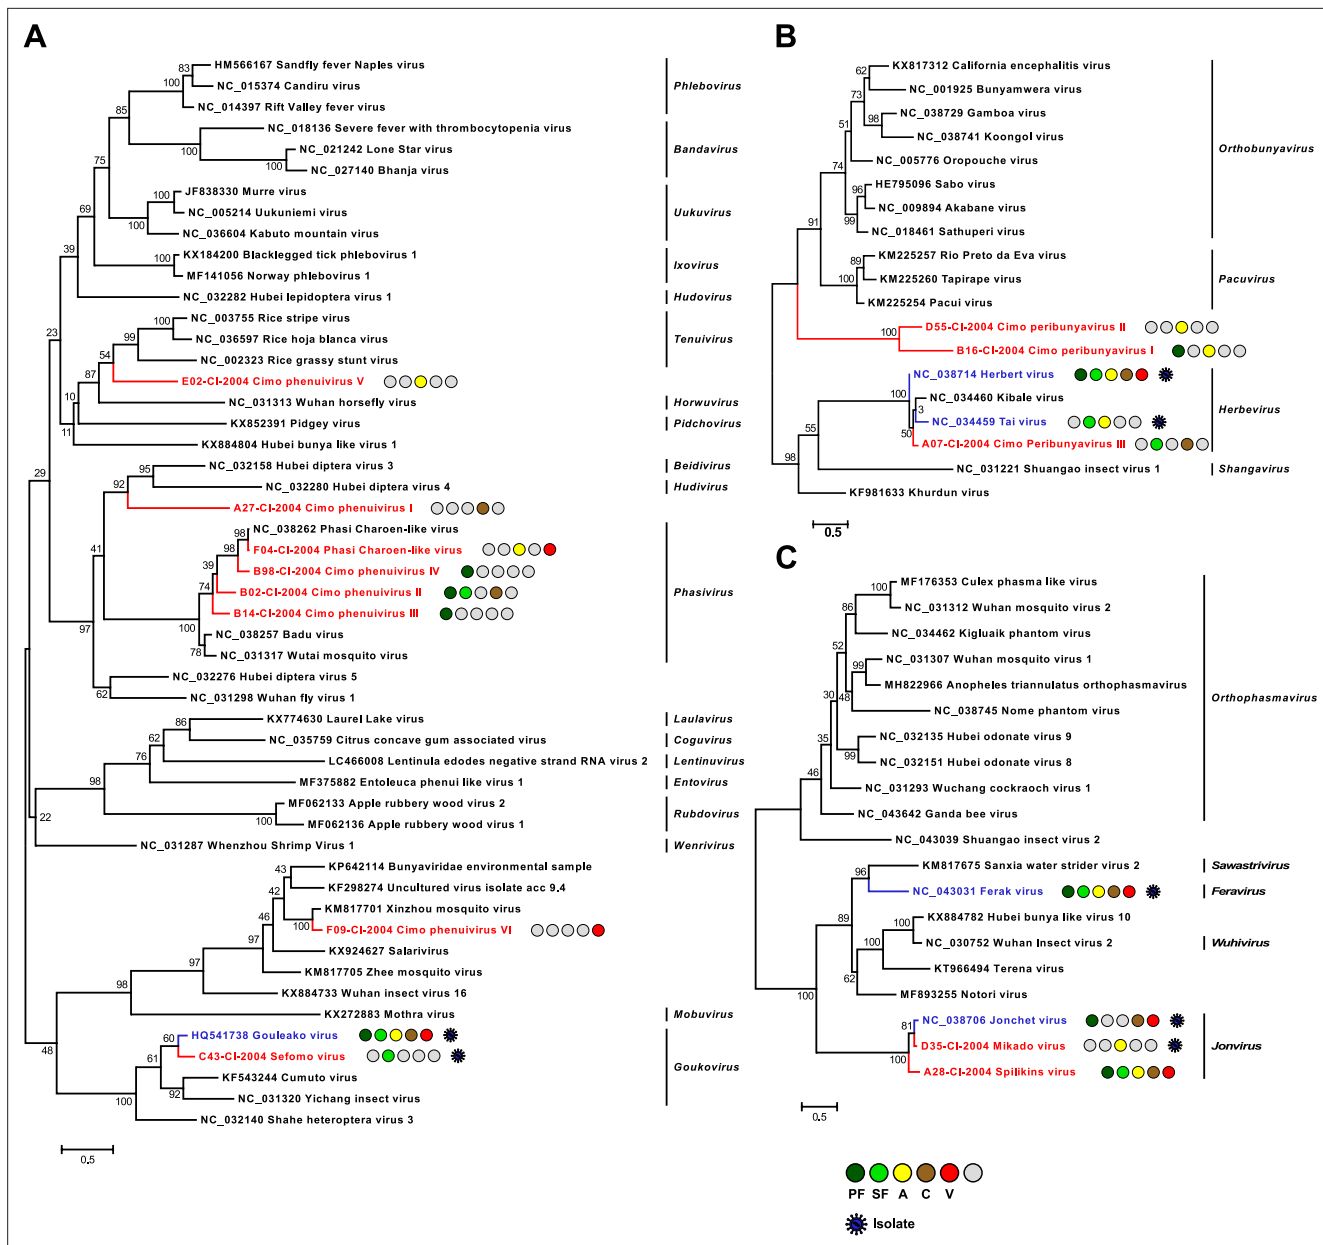 A
83
HM566167 Sandfly fever Naples virus
100
NC_015374 Candiru virus
NC_014397 Rift Valley fever virus
Phlebovirus
85
NC_018136 Severe fever with thrombocytopenia virus
100
NC_021242 Lone Star virus
100
NC_027140 Bhanja virus
Bandavirus
75
JF838330 Murre virus
100
NC_005214 Uukuniemi virus
100
NC_036604 Kabuto mountain virus
Uukuvirus
69
KX184200 Blacklegged tick phlebovirus 1
100
MF141056 Norway phlebovirus 1
Ixovirus
39
NC_032282 Hubei lepidoptera virus 1
Hudovirus
23
NC_003755 Rice stripe virus
100
NC_036597 Rice hoja blanca virus
99
NC_002323 Rice grassy stunt virus
Tenuivirus
54
E02-CI-2004 Cimo phenuivirus V
87
NC_031313 Wuhan horsefly virus
Horwuvirus
10
KX852391 Pidgey virus
Pidchovirus
11
KX884804 Hubei bunya like virus 1
29
95
NC_032158 Hubei diptera virus 3
Beidivirus
92
NC_032280 Hubei diptera virus 4
Hudivirus
A27-CI-2004 Cimo phenuivirus I
41
98
NC_038262 Phasi Charoen-like virus
98
F04-CI-2004 Phasi Charoen-like virus
39
B98-CI-2004 Cimo phenuivirus IV
74
B02-CI-2004 Cimo phenuivirus II
B14-CI-2004 Cimo phenuivirus III
100
NC_038257 Badu virus
78
NC_031317 Wutai mosquito virus
Phasivirus
97
NC_032276 Hubei diptera virus 5
62
NC_031298 Wuhan fly virus 1
86
KX774630 Laurel Lake virus
Laulavirus
62
NC_035759 Citrus concave gum associated virus
Coguvirus
76
LC466008 Lentinula edodes negative strand RNA virus 2
Lentinuvirus
98
MF375882 Entoleuca phenui like virus 1
Entovirus
MF062133 Apple rubbery wood virus 2
100
MF062136 Apple rubbery wood virus 1
Rubdovirus
22
NC_031287 Whenzhou Shrimp Virus 1
Wenrivirus
43
KP642114 Bunyaviridae environmental sample
42
KF298274 Uncultured virus isolate acc 9.4
46
KM817701 Xinzhou mosquito virus
100
F09-CI-2004 Cimo phenuivirus VI
97
KX924627 Salarivirus
97
KM817705 Zhee mosquito virus
98
KX884733 Wuhan insect virus 16
KX272883 Mothra virus
Mobuvirus
48
60
HQ541738 Gouleako virus
61
C43-CI-2004 Sefomo virus
KF543244 Cumuto virus
92
NC_031320 Yichang insect virus
100
NC_032140 Shahe heteroptera virus 3
Goukovirus
0.5
B
62
KX817312 California encephalitis virus
73
NC_001925 Bunyamwera virus
51
NC_038729 Gamboa virus
98
NC_038741 Koongol virus
74
NC_005776 Oropouche virus
96
HE795096 Sabo virus
NC_009894 Akabane virus
99
NC_018461 Sathuperi virus
Orthobunyavirus
91
89
KM225257 Rio Preto da Eva virus
100
KM225260 Tapirape virus
KM225254 Pacui virus
Pacuvirus
D55-CI-2004 Cimo peribunyavirus II
100
B16-CI-2004 Cimo peribunyavirus I
NC_038714 Herbert virus
100
NC_034460 Kibale virus
3
NC_034459 Tai virus
50
A07-CI-2004 Cimo Peribunyavirus III
Herbevirus
55
98
NC_031221 Shuangao insect virus 1
Shangavirus
KF981633 Khurdun virus
0.5
C
100
MF176353 Culex phasma like virus
86
NC_031312 Wuhan mosquito virus 2
NC_034462 Kigluaik phantom virus
52
NC_031307 Wuhan mosquito virus 1
99
MH822966 Anopheles triannulatus orthophasmavirus
48
NC_038745 Nome phantom virus
30
NC_032135 Hubei odonate virus 9
99
NC_032151 Hubei odonate virus 8
35
NC_031293 Wuchang cockraoch virus 1
46
NC_043642 Ganda bee virus
Orthophasmavirus
NC_043039 Shuangao insect virus 2
96
KM817675 Sanxia water strider virus 2
Sawastrivirus
NC_043031 Ferak virus
Feravirus
89
100
KX884782 Hubei bunya like virus 10
100
NC_030752 Wuhan Insect virus 2
Wuhivirus
62
KT966494 Terena virus
MF893255 Notori virus
100
81
NC_038706 Jonchet virus
D35-CI-2004 Mikado virus
100
A28-CI-2004 Spilikins virus
Jonvirus
0.5
PF SF A C V
Isolate